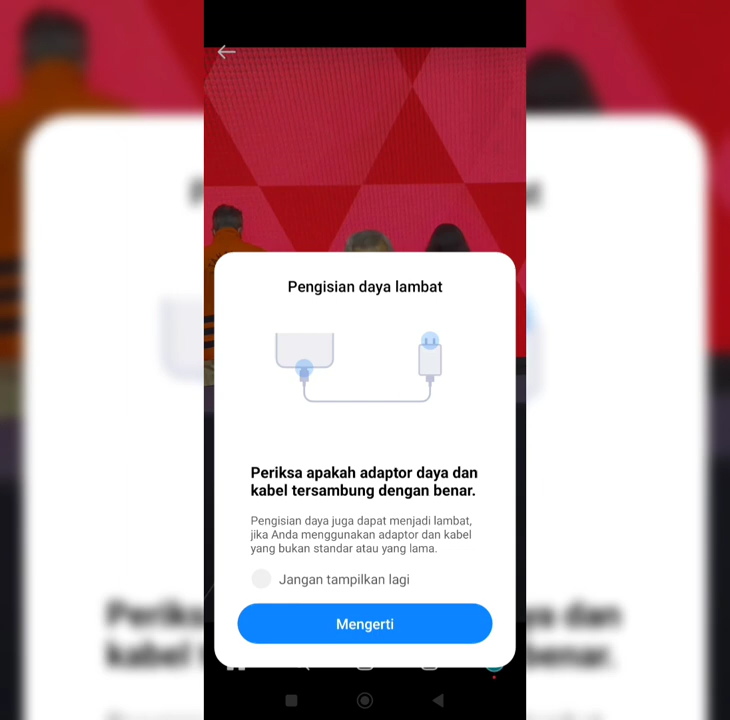 Pengisian daya lambat
Periksa apakah adaptor daya dan
kabel tersambung dengan benar.
Pengisian daya juga dapat menjadi lambat,
jika Anda menggunakan adaptor dan kabel
yang bukan standar atau yang lama.
Jangan tampilkan lagi
Mengerti